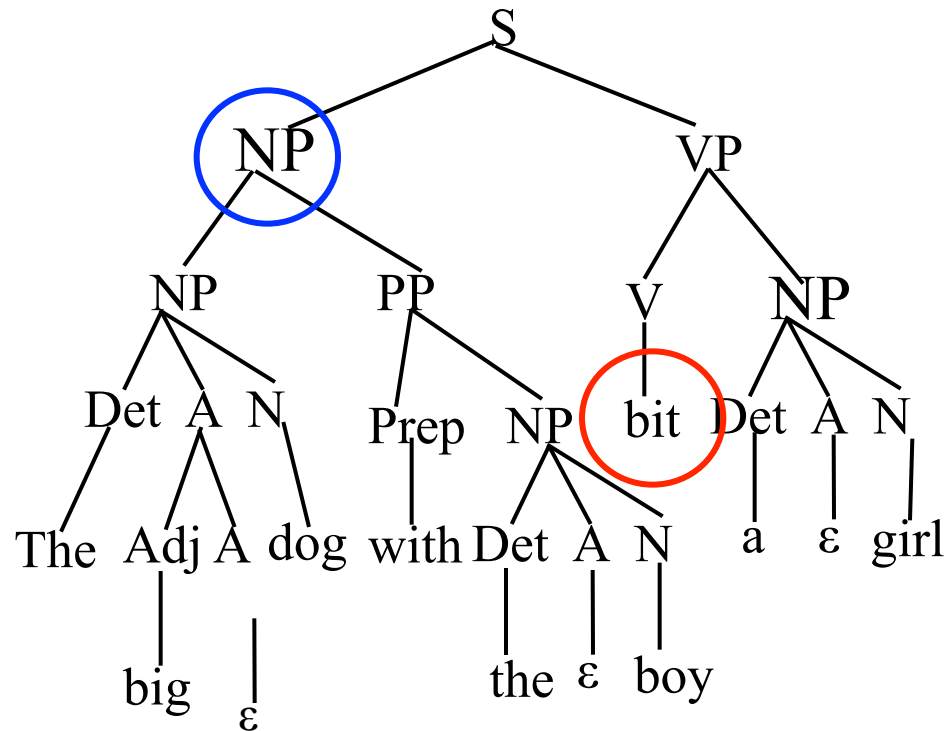 S
NP VP
NP PP V NP
Det A N Prep NP bit Det A N
The Adj A dog with Det A N a ε girl
big ε the ε boy